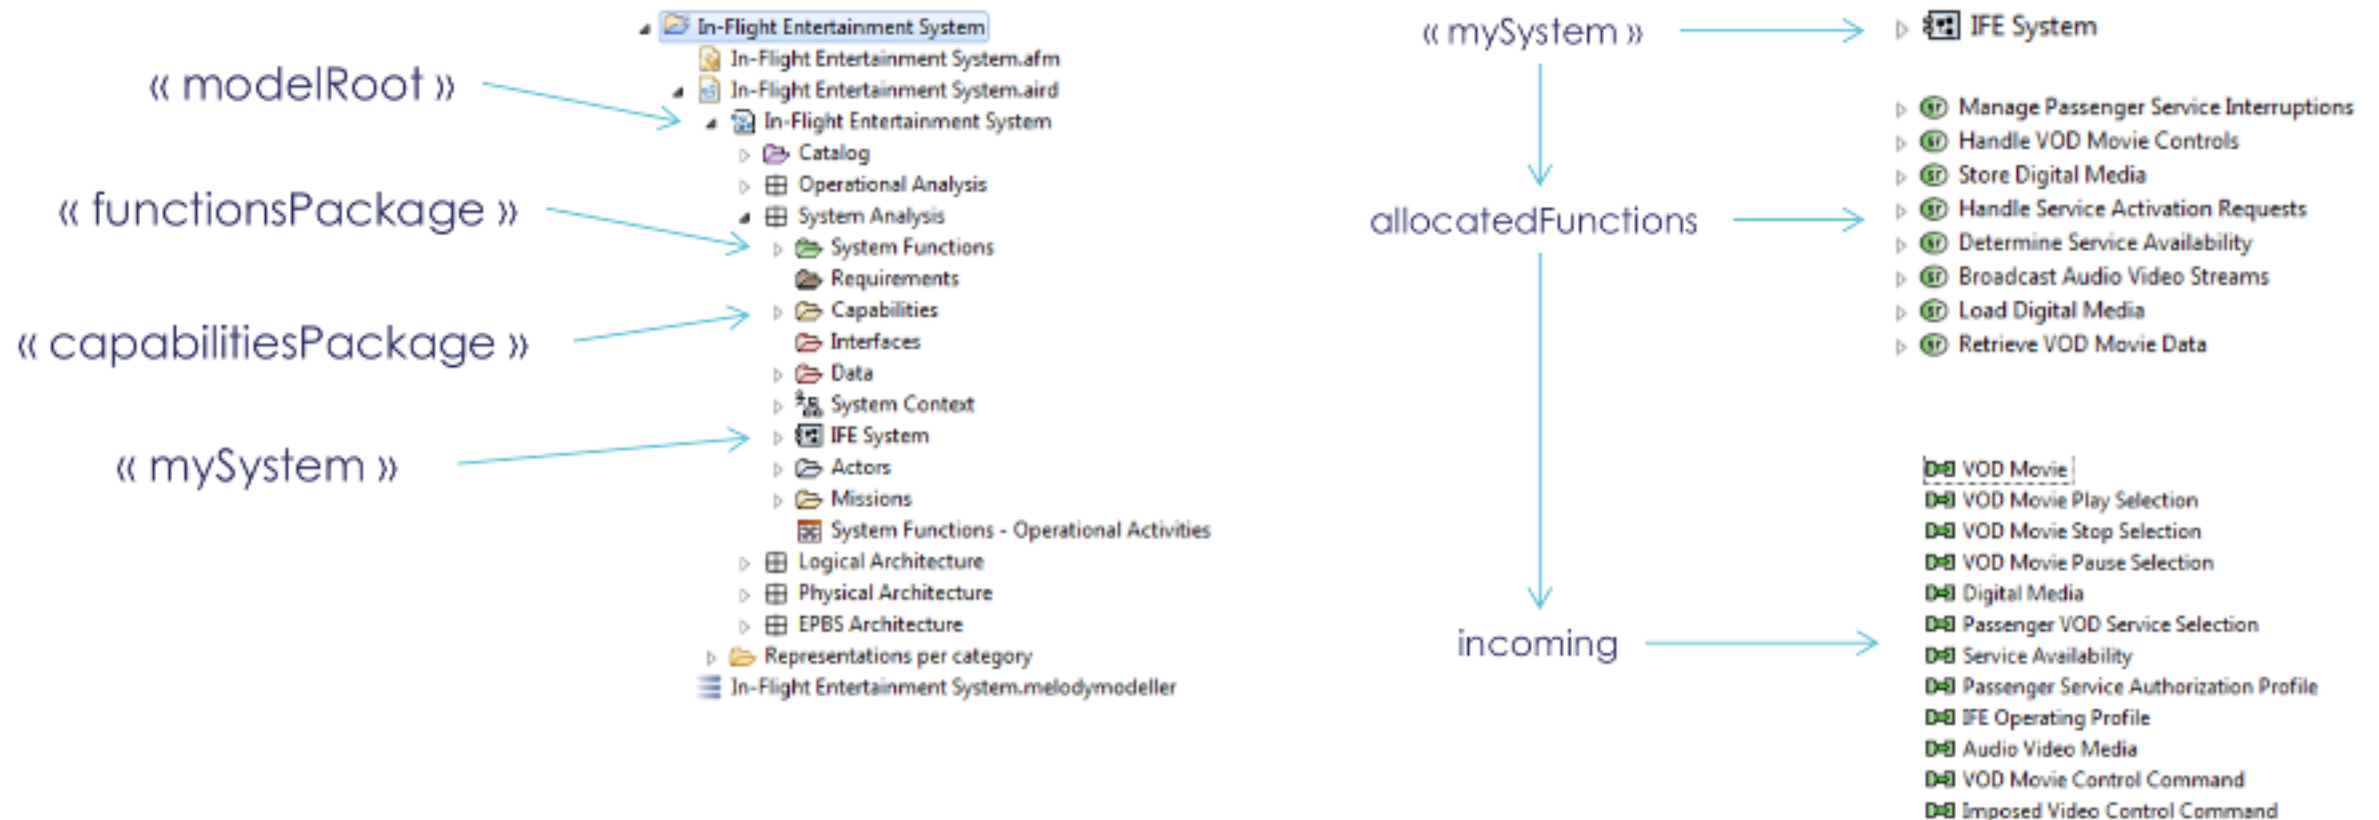 « modelRoot »
« functionsPackage »
« capabilitiesPackage »
« mySystem »
In-Flight Entertainment System
In-Flight Entertainment System.afm
In-Flight Entertainment System.aird
In-Flight Entertainment System
Catalog
Operational Analysis
System Analysis
System Functions
Requirements
Capabilities
Interfaces
Data
System Context
IFE System
Actors
Missions
System Functions - Operational Activities
Logical Architecture
Physical Architecture
EPBS Architecture
Representations per category
In-Flight Entertainment System.melodymodeller
« mySystem »
allocatedFunctions
incoming
IFE System
Manage Passenger Service Interruptions
Handle VOD Movie Controls
Store Digital Media
Handle Service Activation Requests
Determine Service Availability
Broadcast Audio Video Streams
Load Digital Media
Retrieve VOD Movie Data
VOD Movie
VOD Movie Play Selection
VOD Movie Stop Selection
VOD Movie Pause Selection
Digital Media
Passenger VOD Service Selection
Service Availability
Passenger Service Authorization Profile
IFE Operating Profile
Audio Video Media
VOD Movie Control Command
Imposed Video Control Command